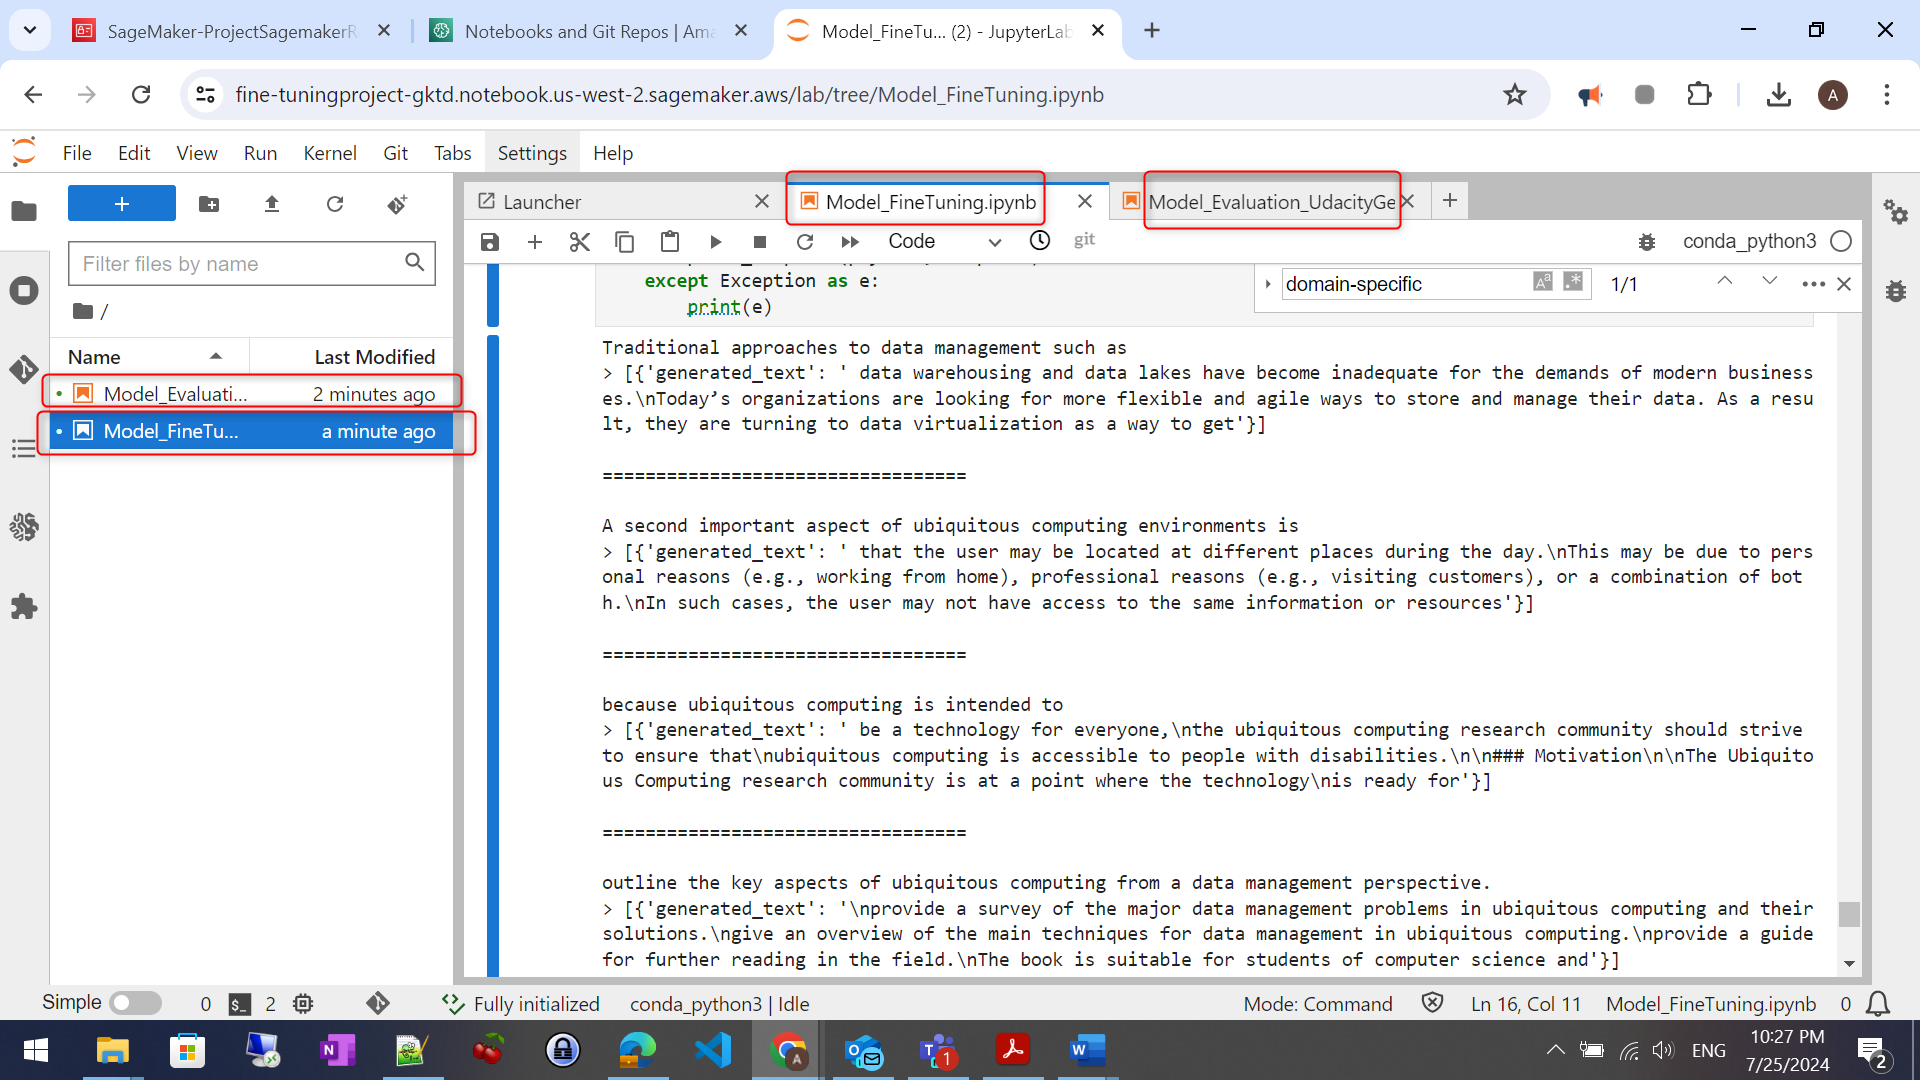 SageMaker-ProjectSagemakerR
Notebooks and Git Repos | Ama
Model_FineTu... (2) - JupyterLab
fine-tuningproject-gktd.notebook.us-west-2.sagemaker.aws/lab/tree/Model_FineTuning.ipynb
A
File Edit View Run Kernel Git Tabs Settings Help
Launcher
Model_FineTuning.ipynb
Model_Evaluation_UdacityGe
Code
git
conda_python3
Filter files by name
/
Name Last Modified
Model_Evaluati... 2 minutes ago
Model_FineTu... a minute ago
domain-specific
1/1
except Exception as e:
print(e)
Traditional approaches to data management such as
> [{'generated_text': ' data warehousing and data lakes have become inadequate for the demands of modern business
es.\nToday’s organizations are looking for more flexible and agile ways to store and manage their data. As a resu
lt, they are turning to data virtualization as a way to get'}]
==================================
A second important aspect of ubiquitous computing environments is
> [{'generated_text': ' that the user may be located at different places during the day.\nThis may be due to pers
onal reasons (e.g., working from home), professional reasons (e.g., visiting customers), or a combination of bot
h.\nIn such cases, the user may not have access to the same information or resources'}]
==================================
because ubiquitous computing is intended to
> [{'generated_text': ' be a technology for everyone,\nthe ubiquitous computing research community should strive
to ensure that\nubiquitous computing is accessible to people with disabilities.\n\n### Motivation\n\nThe Ubiquito
us Computing research community is at a point where the technology\nis ready for'}]
==================================
outline the key aspects of ubiquitous computing from a data management perspective.
> [{'generated_text': '\nprovide a survey of the major data management problems in ubiquitous computing and their
solutions.\ngive an overview of the main techniques for data management in ubiquitous computing.\nprovide a guide
for further reading in the field.\nThe book is suitable for students of computer science and'}]
Simple 0 2 Fully initialized conda_python3 | Idle Mode: Command Ln 16, Col 11 Model_FineTuning.ipynb 0
ENG
10:27 PM
7/25/2024
1
2